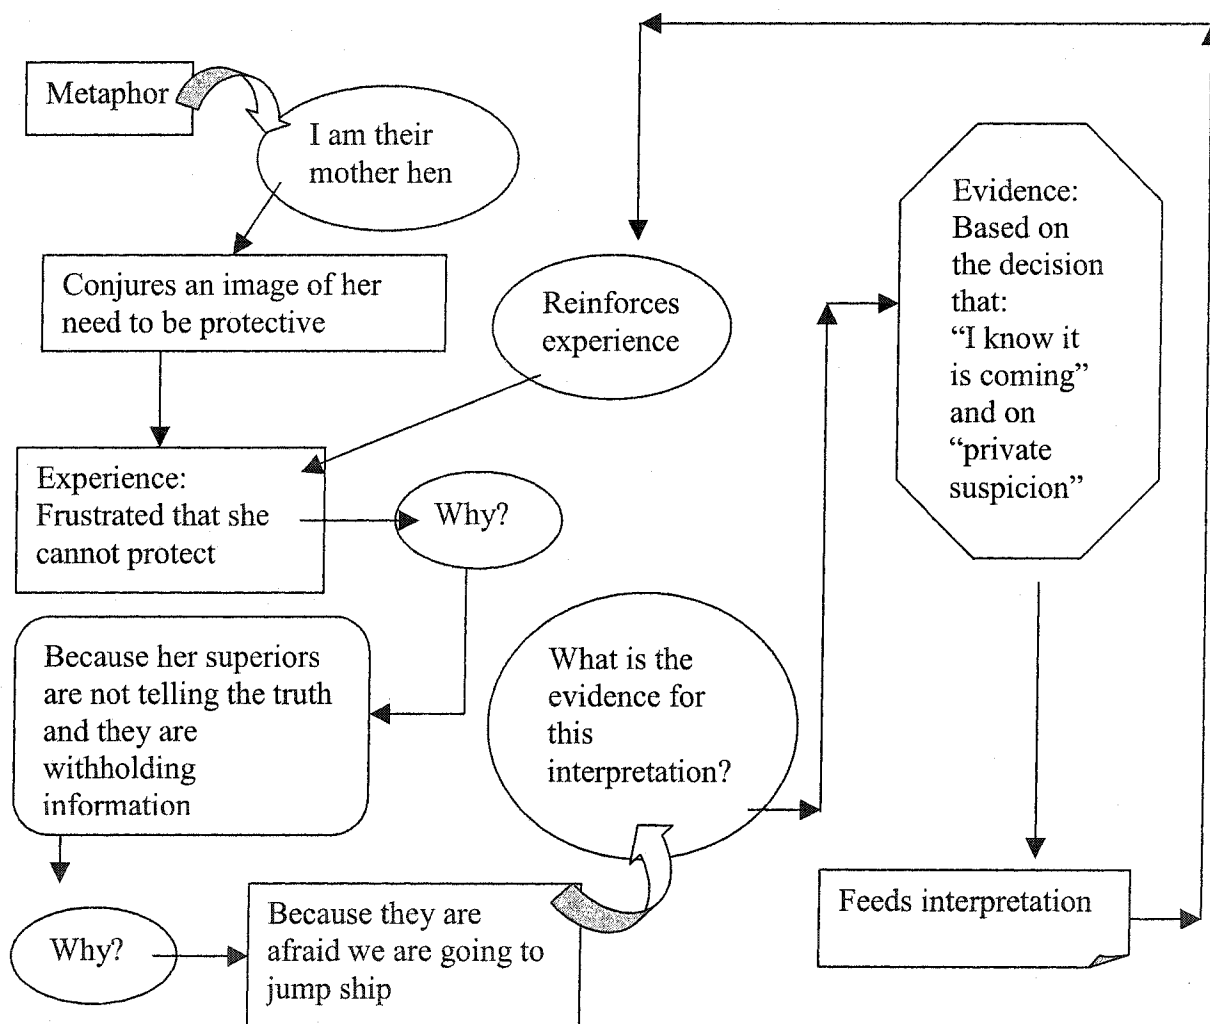 Metaphor
I am their
mother hen
Conjures an image of her
need to be protective
Reinforces
experience
Experience:
Frustrated that she
cannot protect
Why?
Because her superiors
are not telling the truth
and they are
withholding
information
Why?
Because they are
afraid we are going to
jump ship
What is the
evidence for
this
interpretation?
Evidence:
Based on
the decision
that:
“I know it
is coming”
and on
“private
suspicion”
Feeds interpretation